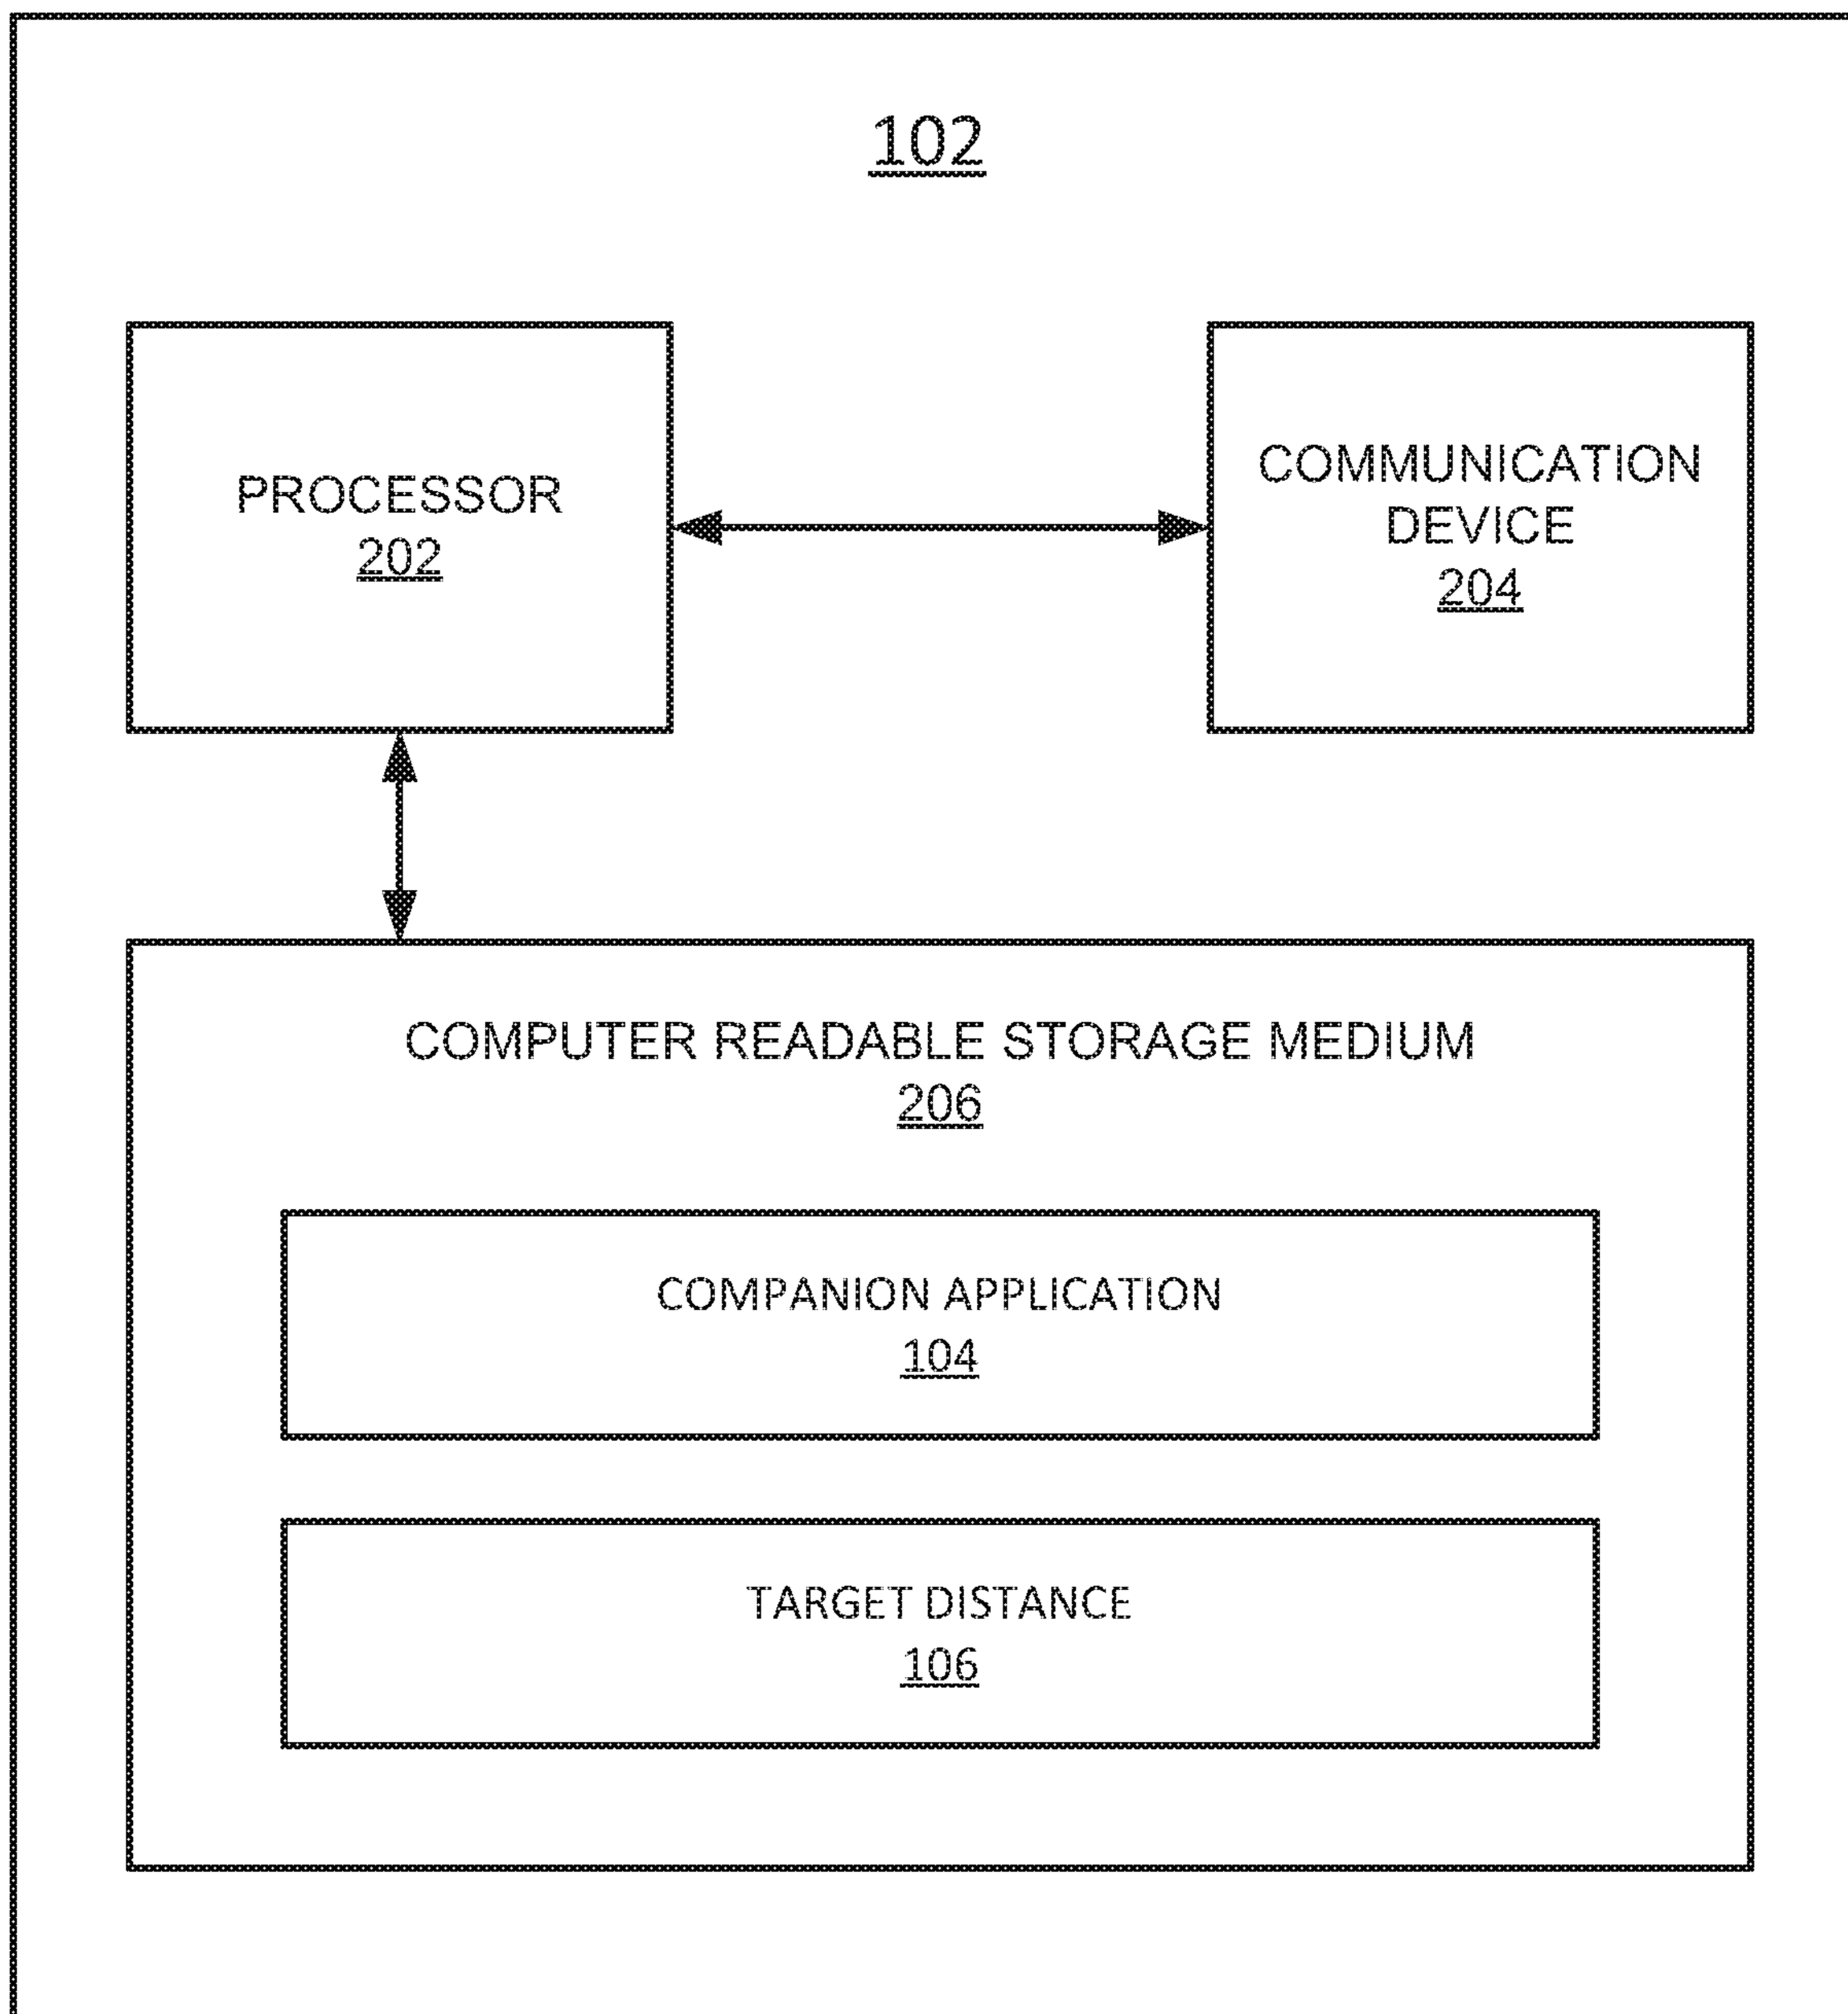 102
PROCESSOR
202
COMMUNICATION
DEVICE
204
COMPUTER READABLE STORAGE MEDIUM
206
COMPANION APPLICATION
104
TARGET DISTANCE
106